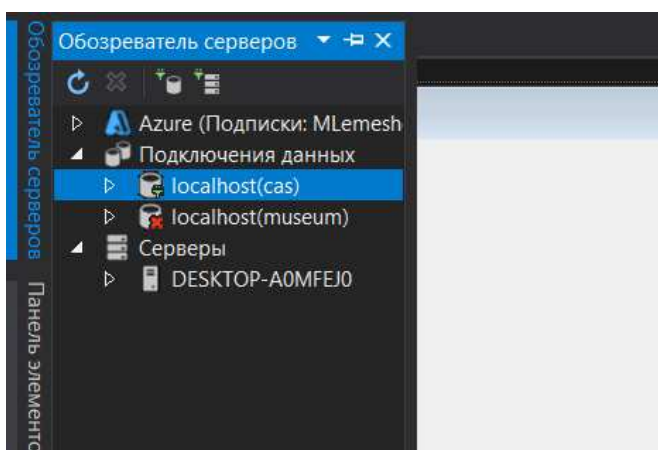 Обозреватель серверов
Обозреватель серверов
Azure (Подписки: MLemesh
Подключения данных
localhost(cas)
localhost(museum)
Серверы
DESKTOP-A0MFEJ0
Панель элементо